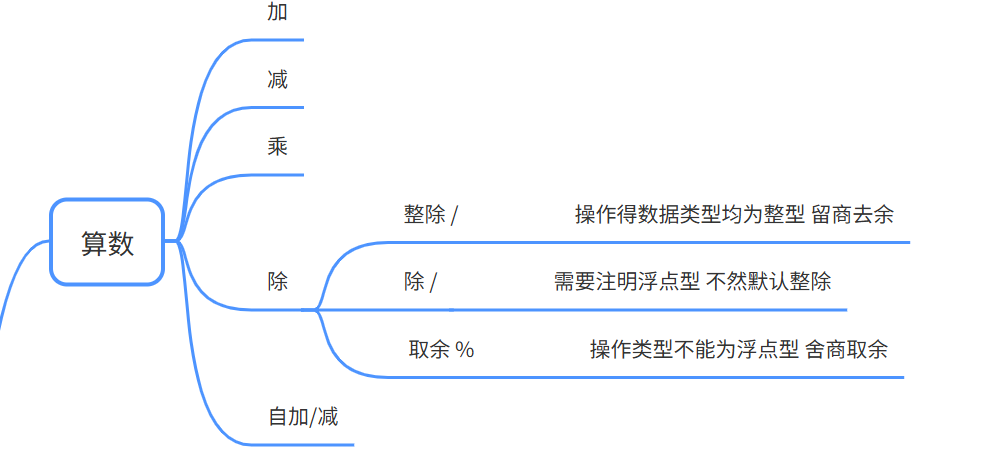 加
减
乘
算数
整除 / 操作得数据类型均为整型 留商去余
除
除 / 需要注明浮点型 不然默认整除
取余 % 操作类型不能为浮点型 舍商取余
自加/减